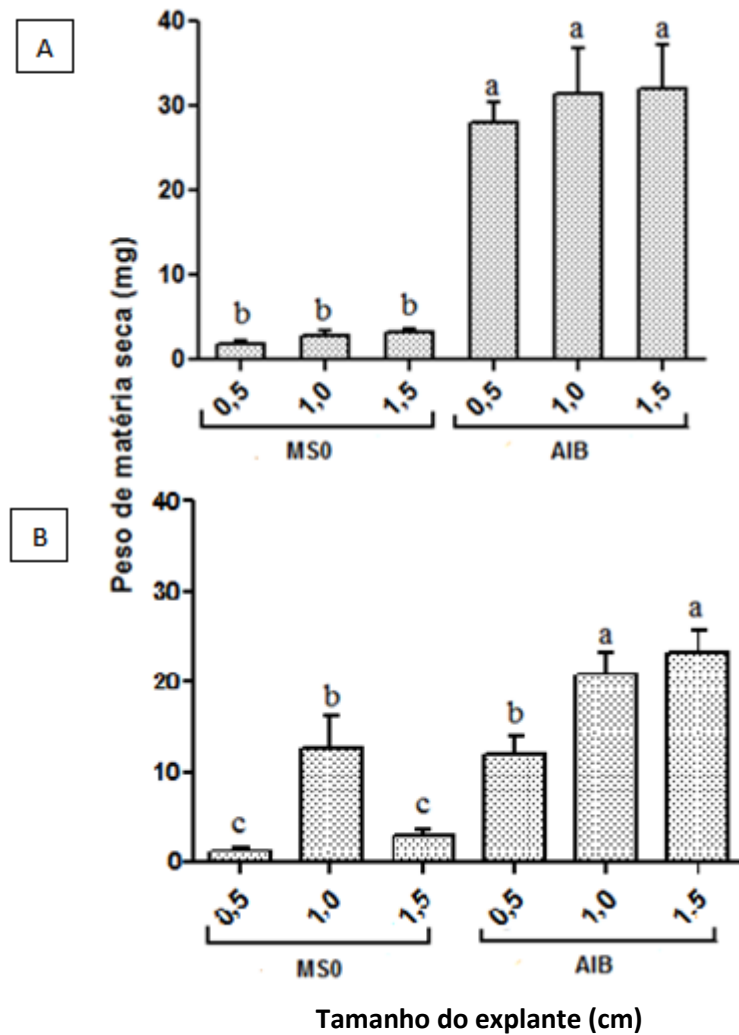 A
Peso de matéria seca (mg)
40
30
20
10
0
b b b a a a
0,5 1,0 1,5 0,5 1,0 1,5
MS0 AIB
B
40
30
20
10
0
c b c b a a
0,5 1,0 1,5 0,5 1,0 1.5
MS0 AIB
Tamanho do explante (cm)